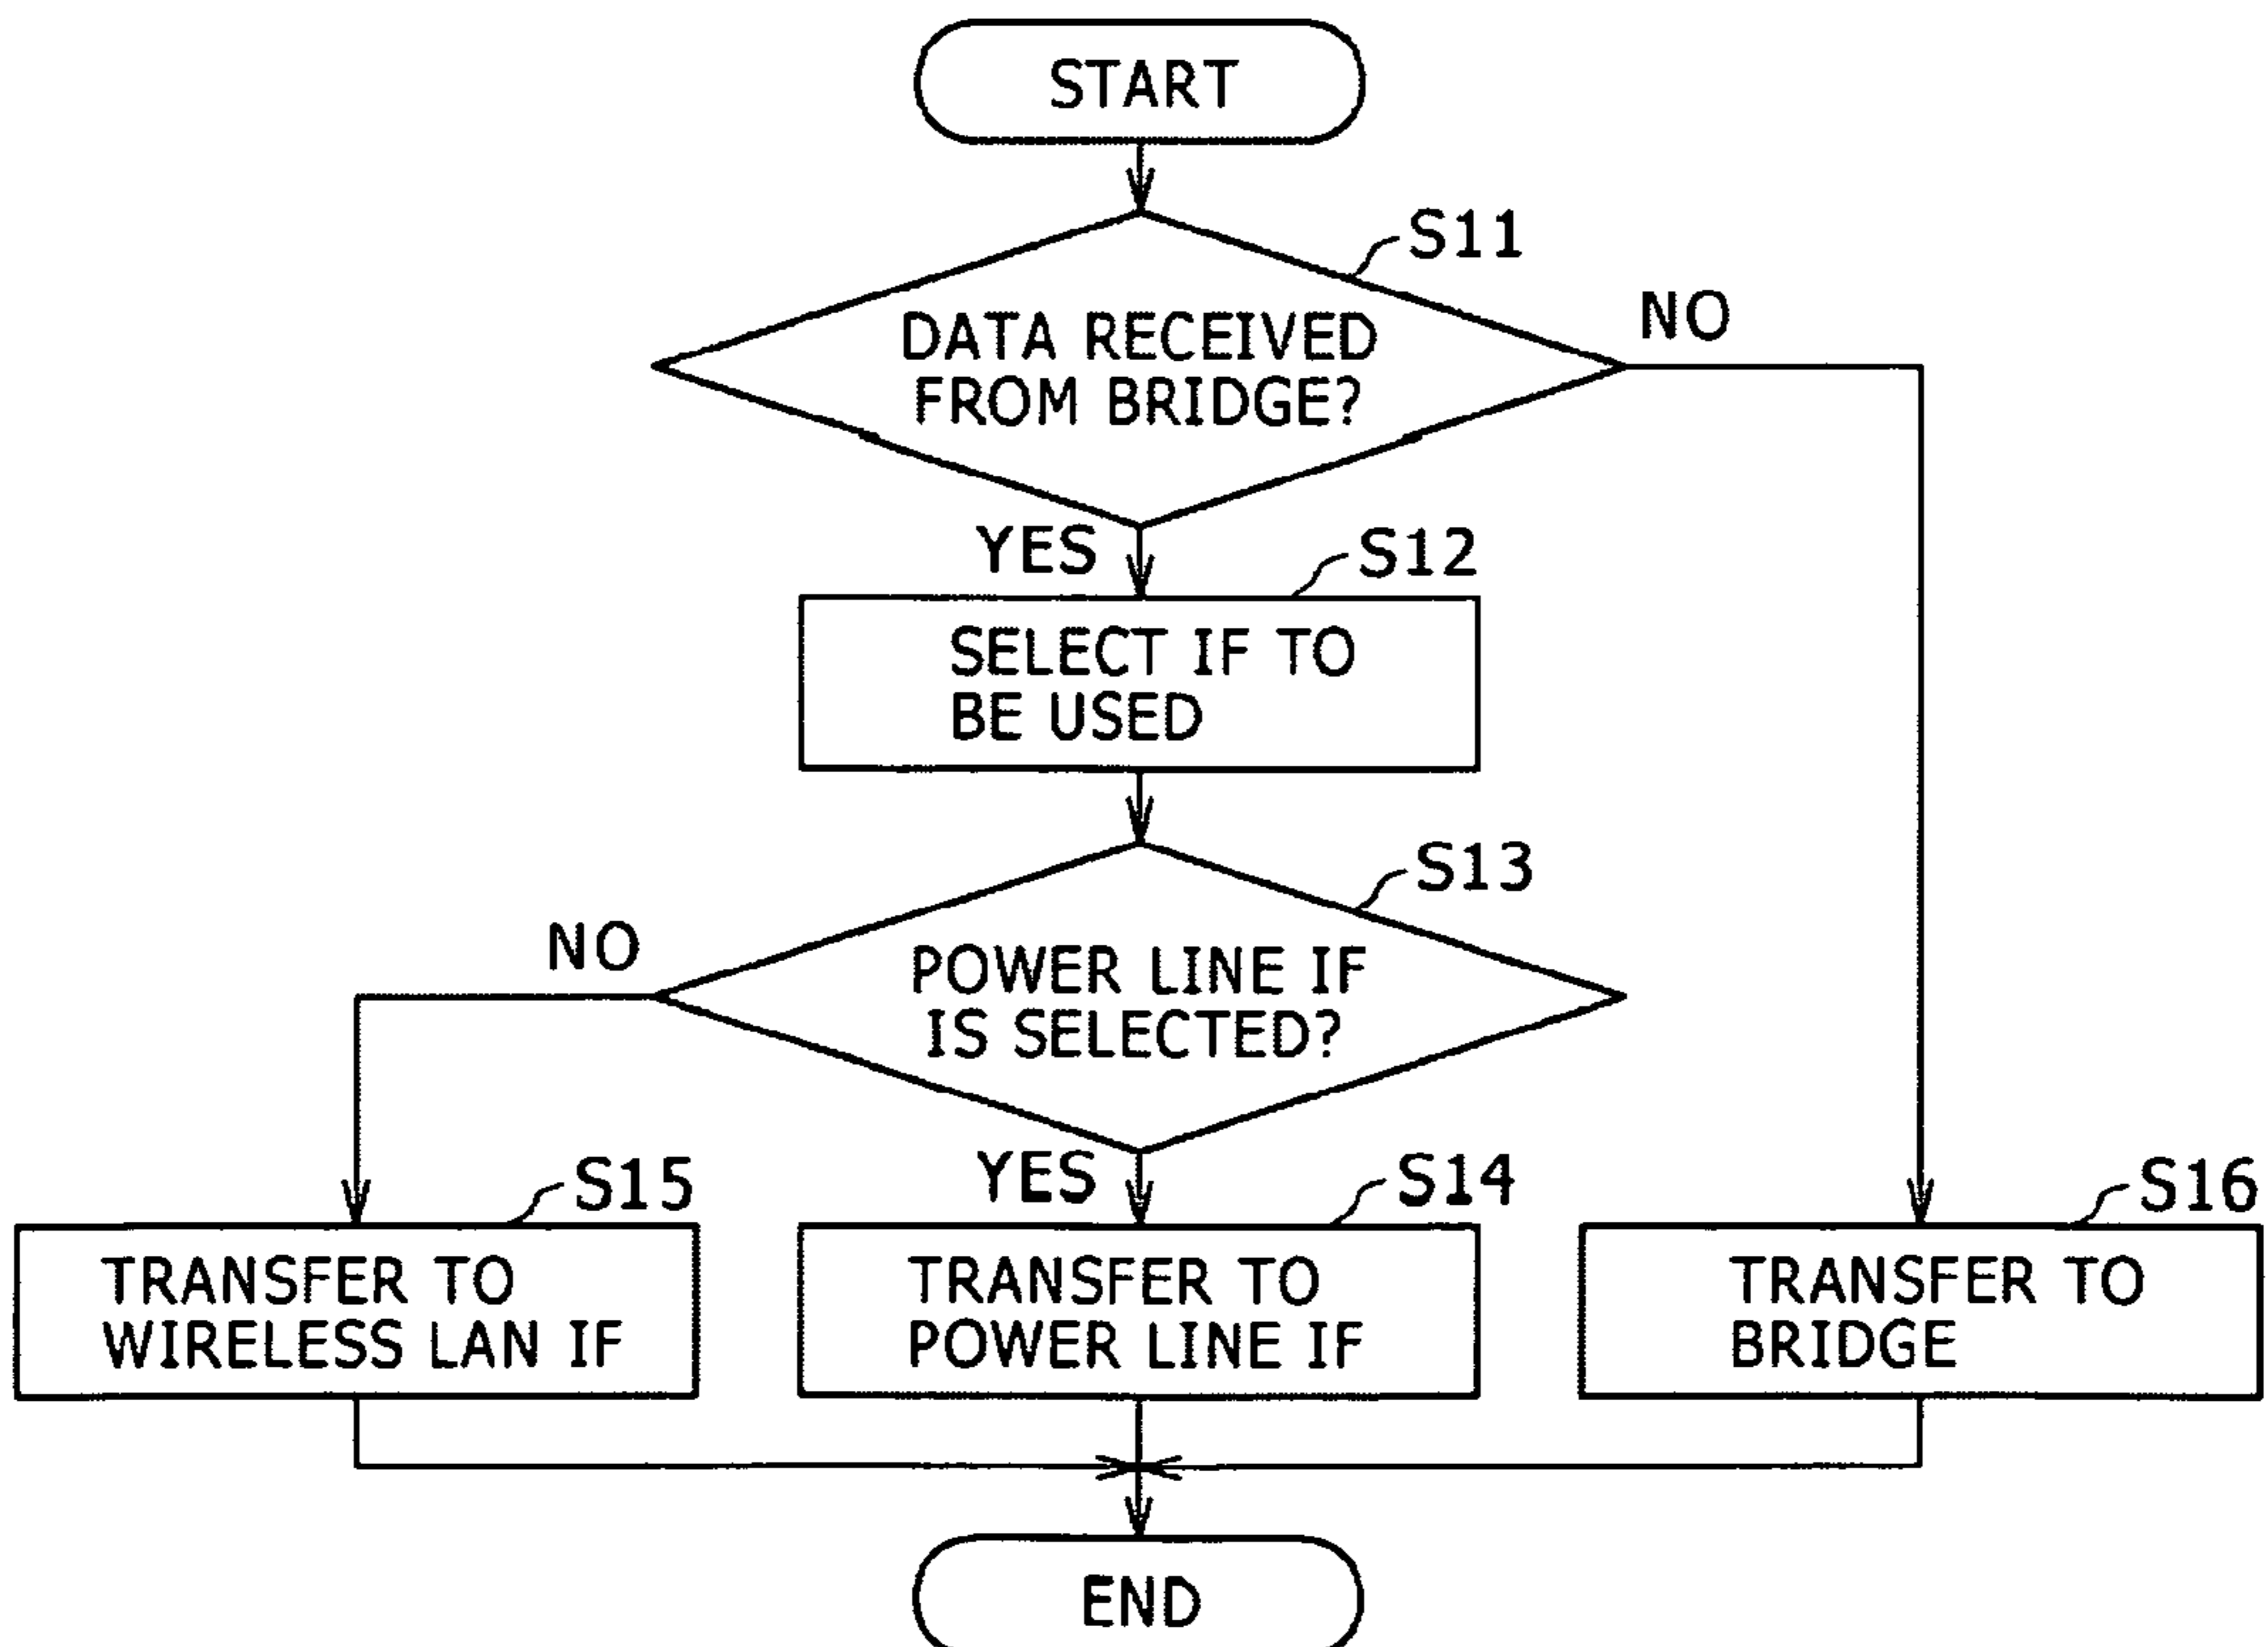 START
S11
NO
DATA RECEIVED
FROM BRIDGE?
YES
S12
SELECT IF TO
BE USED
S13
NO
POWER LINE IF
IS SELECTED?
YES
S15
S14
S16
TRANSFER TO
WIRELESS LAN IF
TRANSFER TO
POWER LINE IF
TRANSFER TO
BRIDGE
END